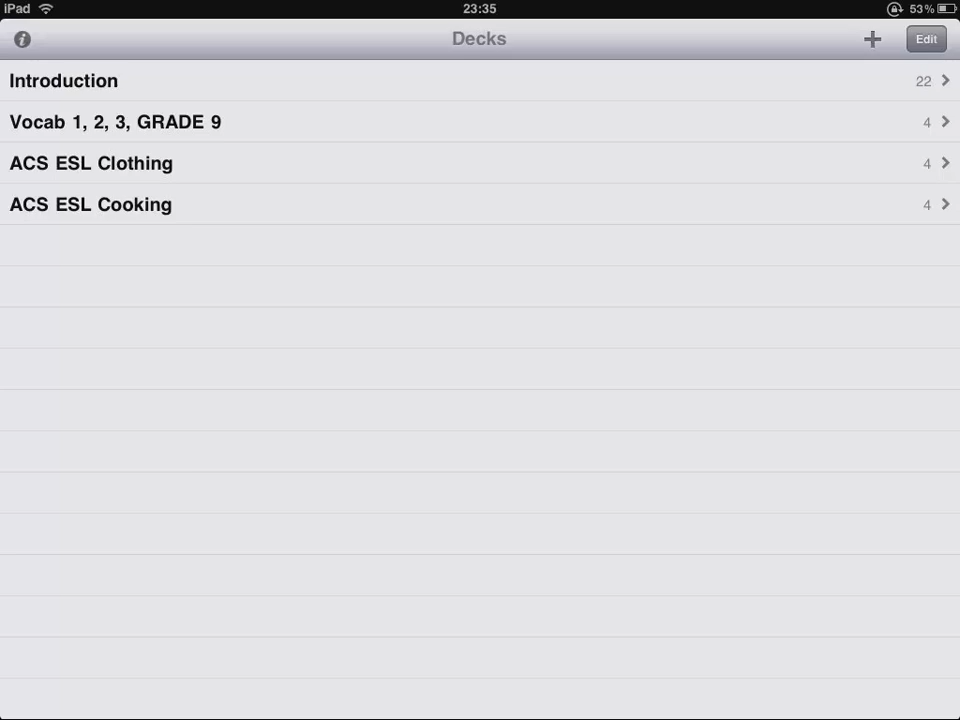 iPad 23:35 53%
Decks Edit
Introduction 22
Vocab 1, 2, 3, GRADE 9 4
ACS ESL Clothing 4
ACS ESL Cooking 4